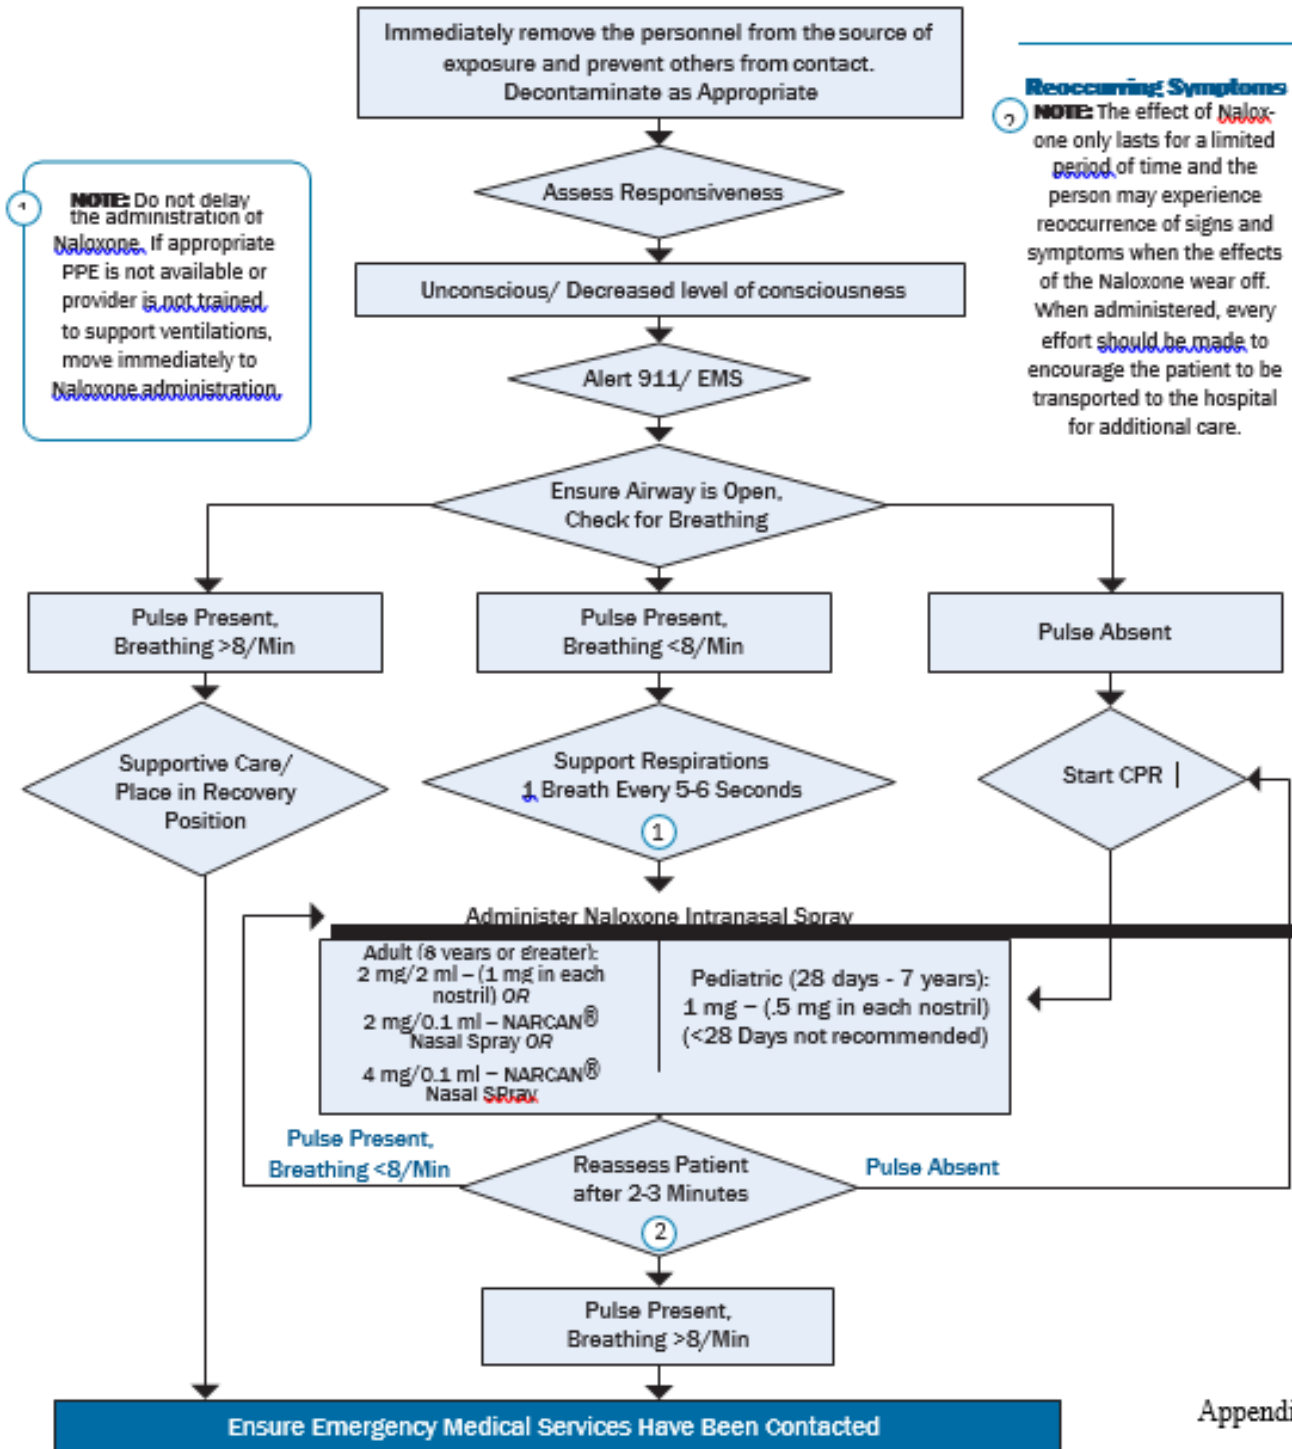 Immediately remove the personnel from the source of
exposure and prevent others from contact.
Decontaminate as Appropriate
Reoccurring Symptoms
2
NOTE: The effect of Nalox-
one only lasts for a limited
period of time and the
person may experience
reoccurrence of signs and
symptoms when the effects
of the Naloxone wear off.
When administered, every
effort should be made to
encourage the patient to be
transported to the hospital
for additional care.
1
NOTE: Do not delay
the administration of
Naloxone. If appropriate
PPE is not available or
provider is not trained
to support ventilations,
move immediately to
Naloxone administration.
Assess Responsiveness
Unconscious/ Decreased level of consciousness
Alert 911/ EMS
Ensure Airway is Open,
Check for Breathing
Pulse Present,
Breathing >8/Min
Pulse Present,
Breathing <8/Min
Pulse Absent
Supportive Care/
Place in Recovery
Position
Support Respirations
1 Breath Every 5-6 Seconds
1
Start CPR
Administer Naloxone Intranasal Spray
Adult (8 years or greater):
2 mg/2 ml – (1 mg in each
nostril) OR
2 mg/0.1 ml – NARCAN®
Nasal Spray OR
4 mg/0.1 ml – NARCAN®
Nasal SPray
Pediatric (28 days - 7 years):
1 mg – (.5 mg in each nostril)
(<28 Days not recommended)
Pulse Present,
Breathing <8/Min
Reassess Patient
after 2-3 Minutes
2
Pulse Absent
Pulse Present,
Breathing >8/Min
Ensure Emergency Medical Services Have Been Contacted
Appendi